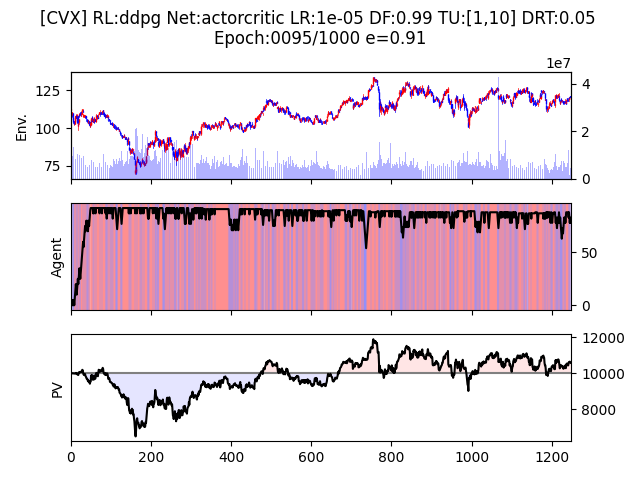 [CVX] RL:ddpg Net:actorcritic LR:1e-05 DF:0.99 TU:[1,10] DRT:0.05
Epoch:0095/1000 e=0.91
1e7
125
100
75
Env.
4
2
0
Agent
50
0
PV
12000
10000
8000
0 200 400 600 800 1000 1200